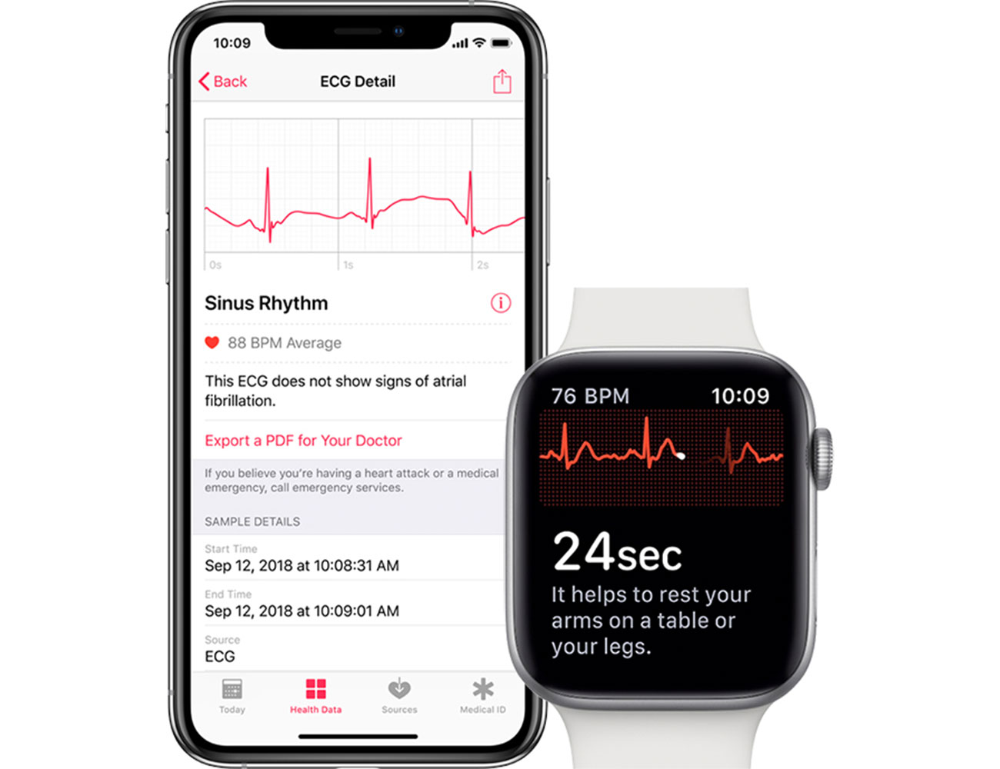 10:09
Back
ECG Detail
0s
1s
2s
Sinus Rhythm
88 BPM Average
This ECG does not show signs of atrial
fibrillation.
Export a PDF for Your Doctor
If you believe you're having a heart attack or a medical
emergency, call emergency services.
SAMPLE DETAILS
Start Time
Sep 12, 2018 at 10:08:31 AM
End Time
Sep 12, 2018 at 10:09:01 AM
Source
ECG
Today
Health Data
Sources
Medical ID
76 BPM
10:09
24sec
It helps to rest your
arms on a table or
your legs.